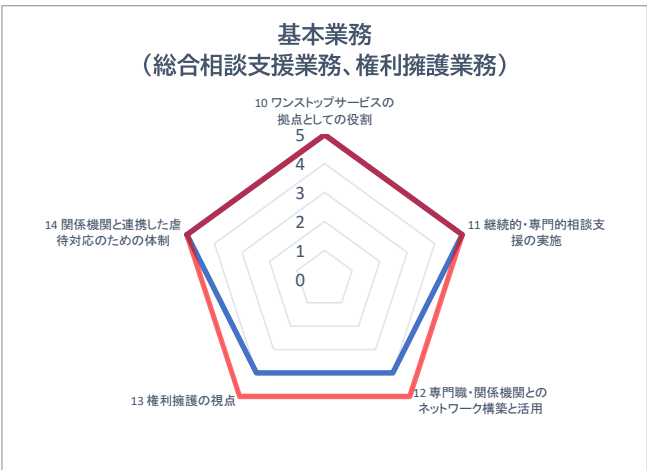 基本業務
（総合相談支援業務、権利擁護業務）
10 ワンストップサービスの
拠点としての役割
5
4
3
2
1
0
14 関係機関と連携した虐
待対応のための体制
11 継続的・専門的相談支
援の実施
13 権利擁護の視点
12 専門職・関係機関との
ネットワーク構築と活用